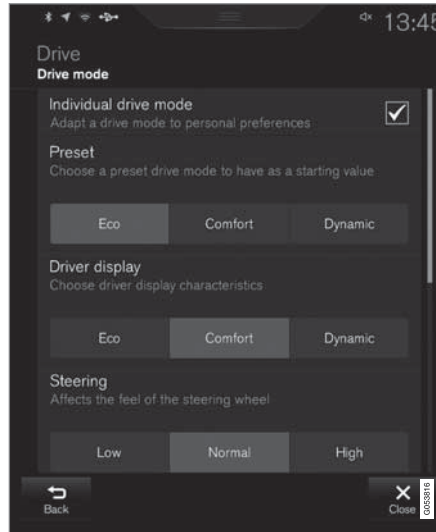 13:45
Drive
Drive mode
Individual drive mode
Adapt a drive mode to personal preferences
Preset
Choose a preset drive mode to have as a starting value
Eco Comfort Dynamic
Driver display
Choose driver display characteristics
Eco Comfort Dynamic
Steering
Affects the feel of the steering wheel
Low Normal High
Back Close
G053816